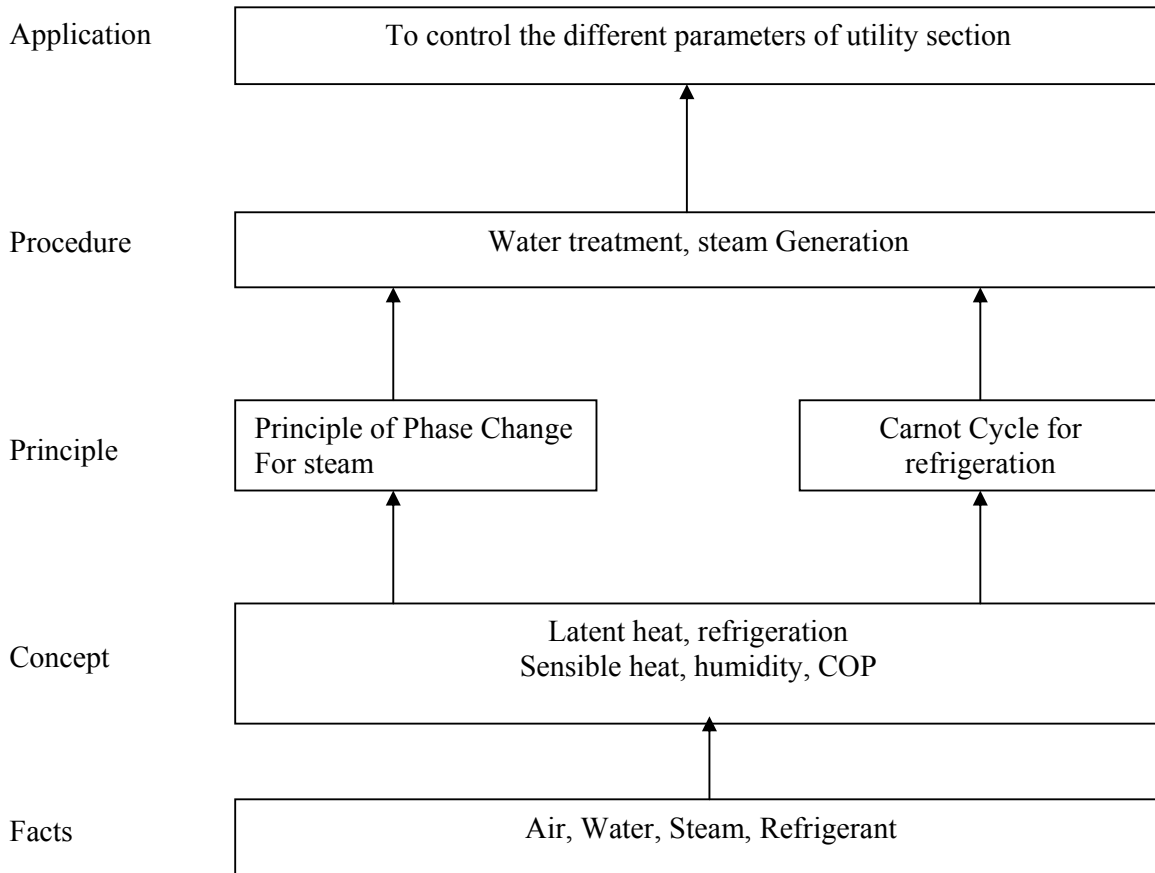 Application
To control the different parameters of utility section
Procedure
Water treatment, steam Generation
Principle
Principle of Phase Change
For steam
Carnot Cycle for
refrigeration
Concept
Latent heat, refrigeration
Sensible heat, humidity, COP
Facts
Air, Water, Steam, Refrigerant